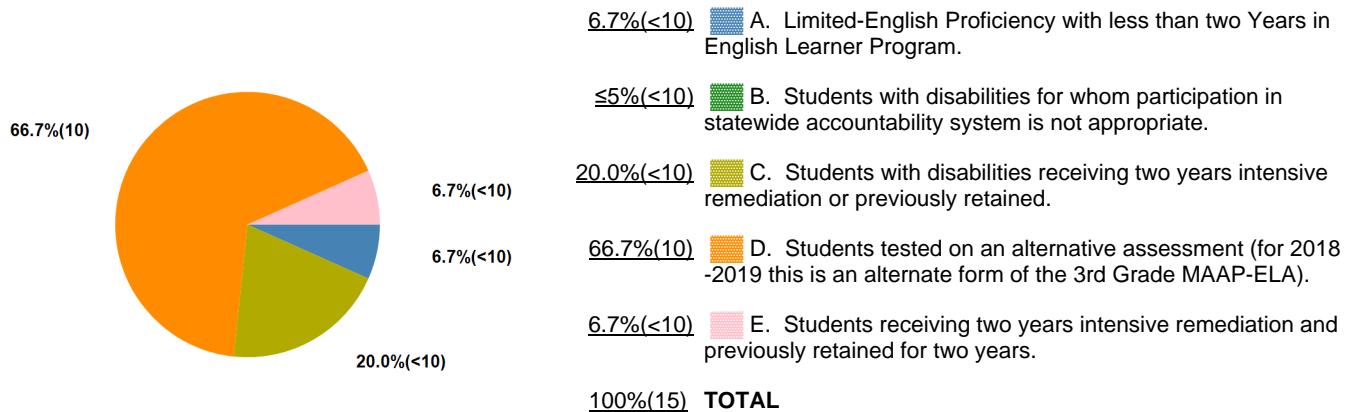 66.7%(10)
6.7%(<10)
6.7%(<10)
20.0%(<10)
6.7%(<10) A. Limited-English Proficiency with less than two Years in
English Learner Program.
≤5%(<10) B. Students with disabilities for whom participation in
statewide accountability system is not appropriate.
20.0%(<10) C. Students with disabilities receiving two years intensive
remediation or previously retained.
66.7%(10) D. Students tested on an alternative assessment (for 2018
-2019 this is an alternate form of the 3rd Grade MAAP-ELA).
6.7%(<10) E. Students receiving two years intensive remediation and
previously retained for two years.
100%(15) TOTAL